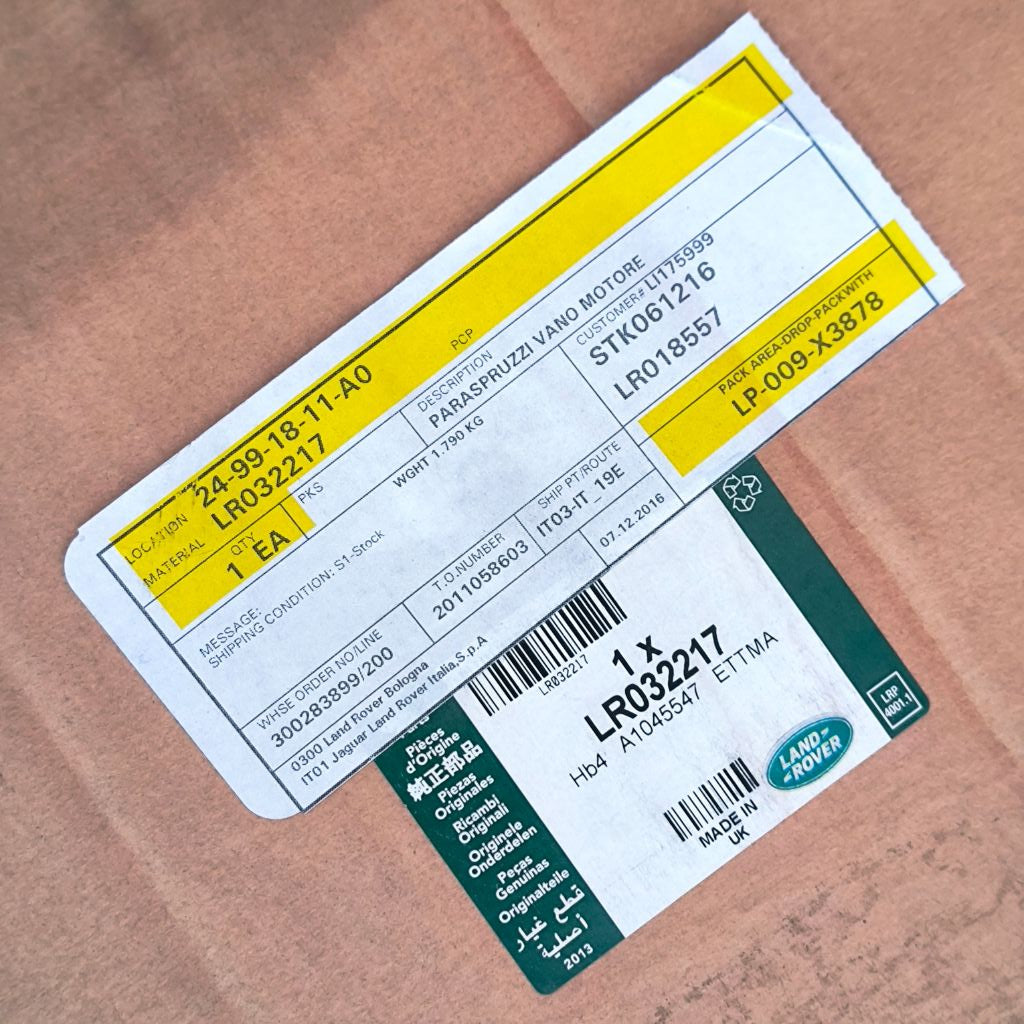 LOCATION 24-99-18-11-A0 PCP
MATERIAL LR032217
QTY
1 EA
PKS
DESCRIPTION
PARASPRUZZI VANO MOTORE
WGHT 1.790 KG
CUSTOMER# LI175999
STK061216
LR018557
MESSAGE:
SHIPPING CONDITION: S1-Stock
WHSE ORDER NO/LINE
300283899/200
T.O.NUMBER
2011058603
SHIP PT/ROUTE
IT03-IT_19E
PACK AREA-DROP-PACKWITH
LP-009-X3878
0300 Land Rover Bologna
IT01 Jaguar Land Rover Italia,S.p.A
07.12.2016
LR032217
1 x
LR032217
Hb4 A1045547 ETTMA
MADE IN
UK
LAND-
-ROVER
LRP
4001.1
Pièces
d'Origine
純正部品
Piezas
Originales
Ricambi
Originali
Originele
Onderdelen
Peças
Genuinas
Originalteile
قطع غيار
أصلية
2013